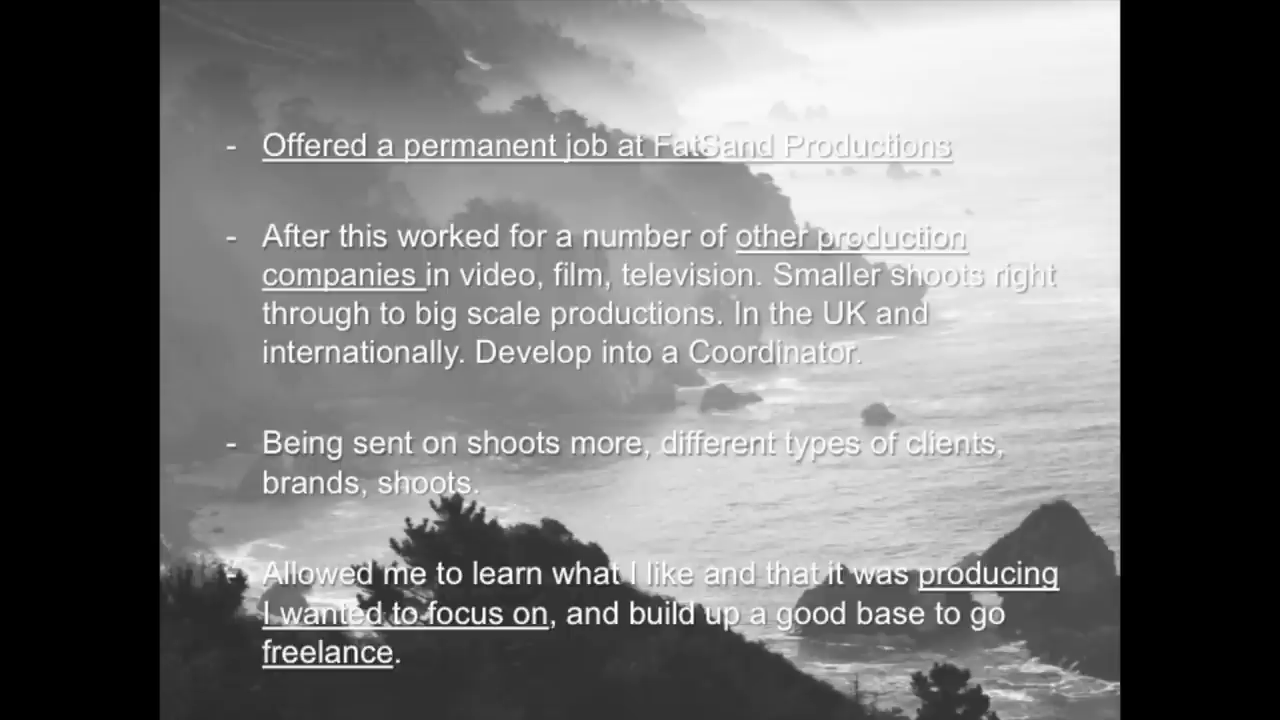 - Offered a permanent job at FatSand Productions
- After this worked for a number of other production
companies in video, film, television. Smaller shoots right
through to big scale productions. In the UK and
internationally. Develop into a Coordinator.
- Being sent on shoots more, different types of clients,
brands, shoots.
- Allowed me to learn what I like and that it was producing
I wanted to focus on, and build up a good base to go
freelance.